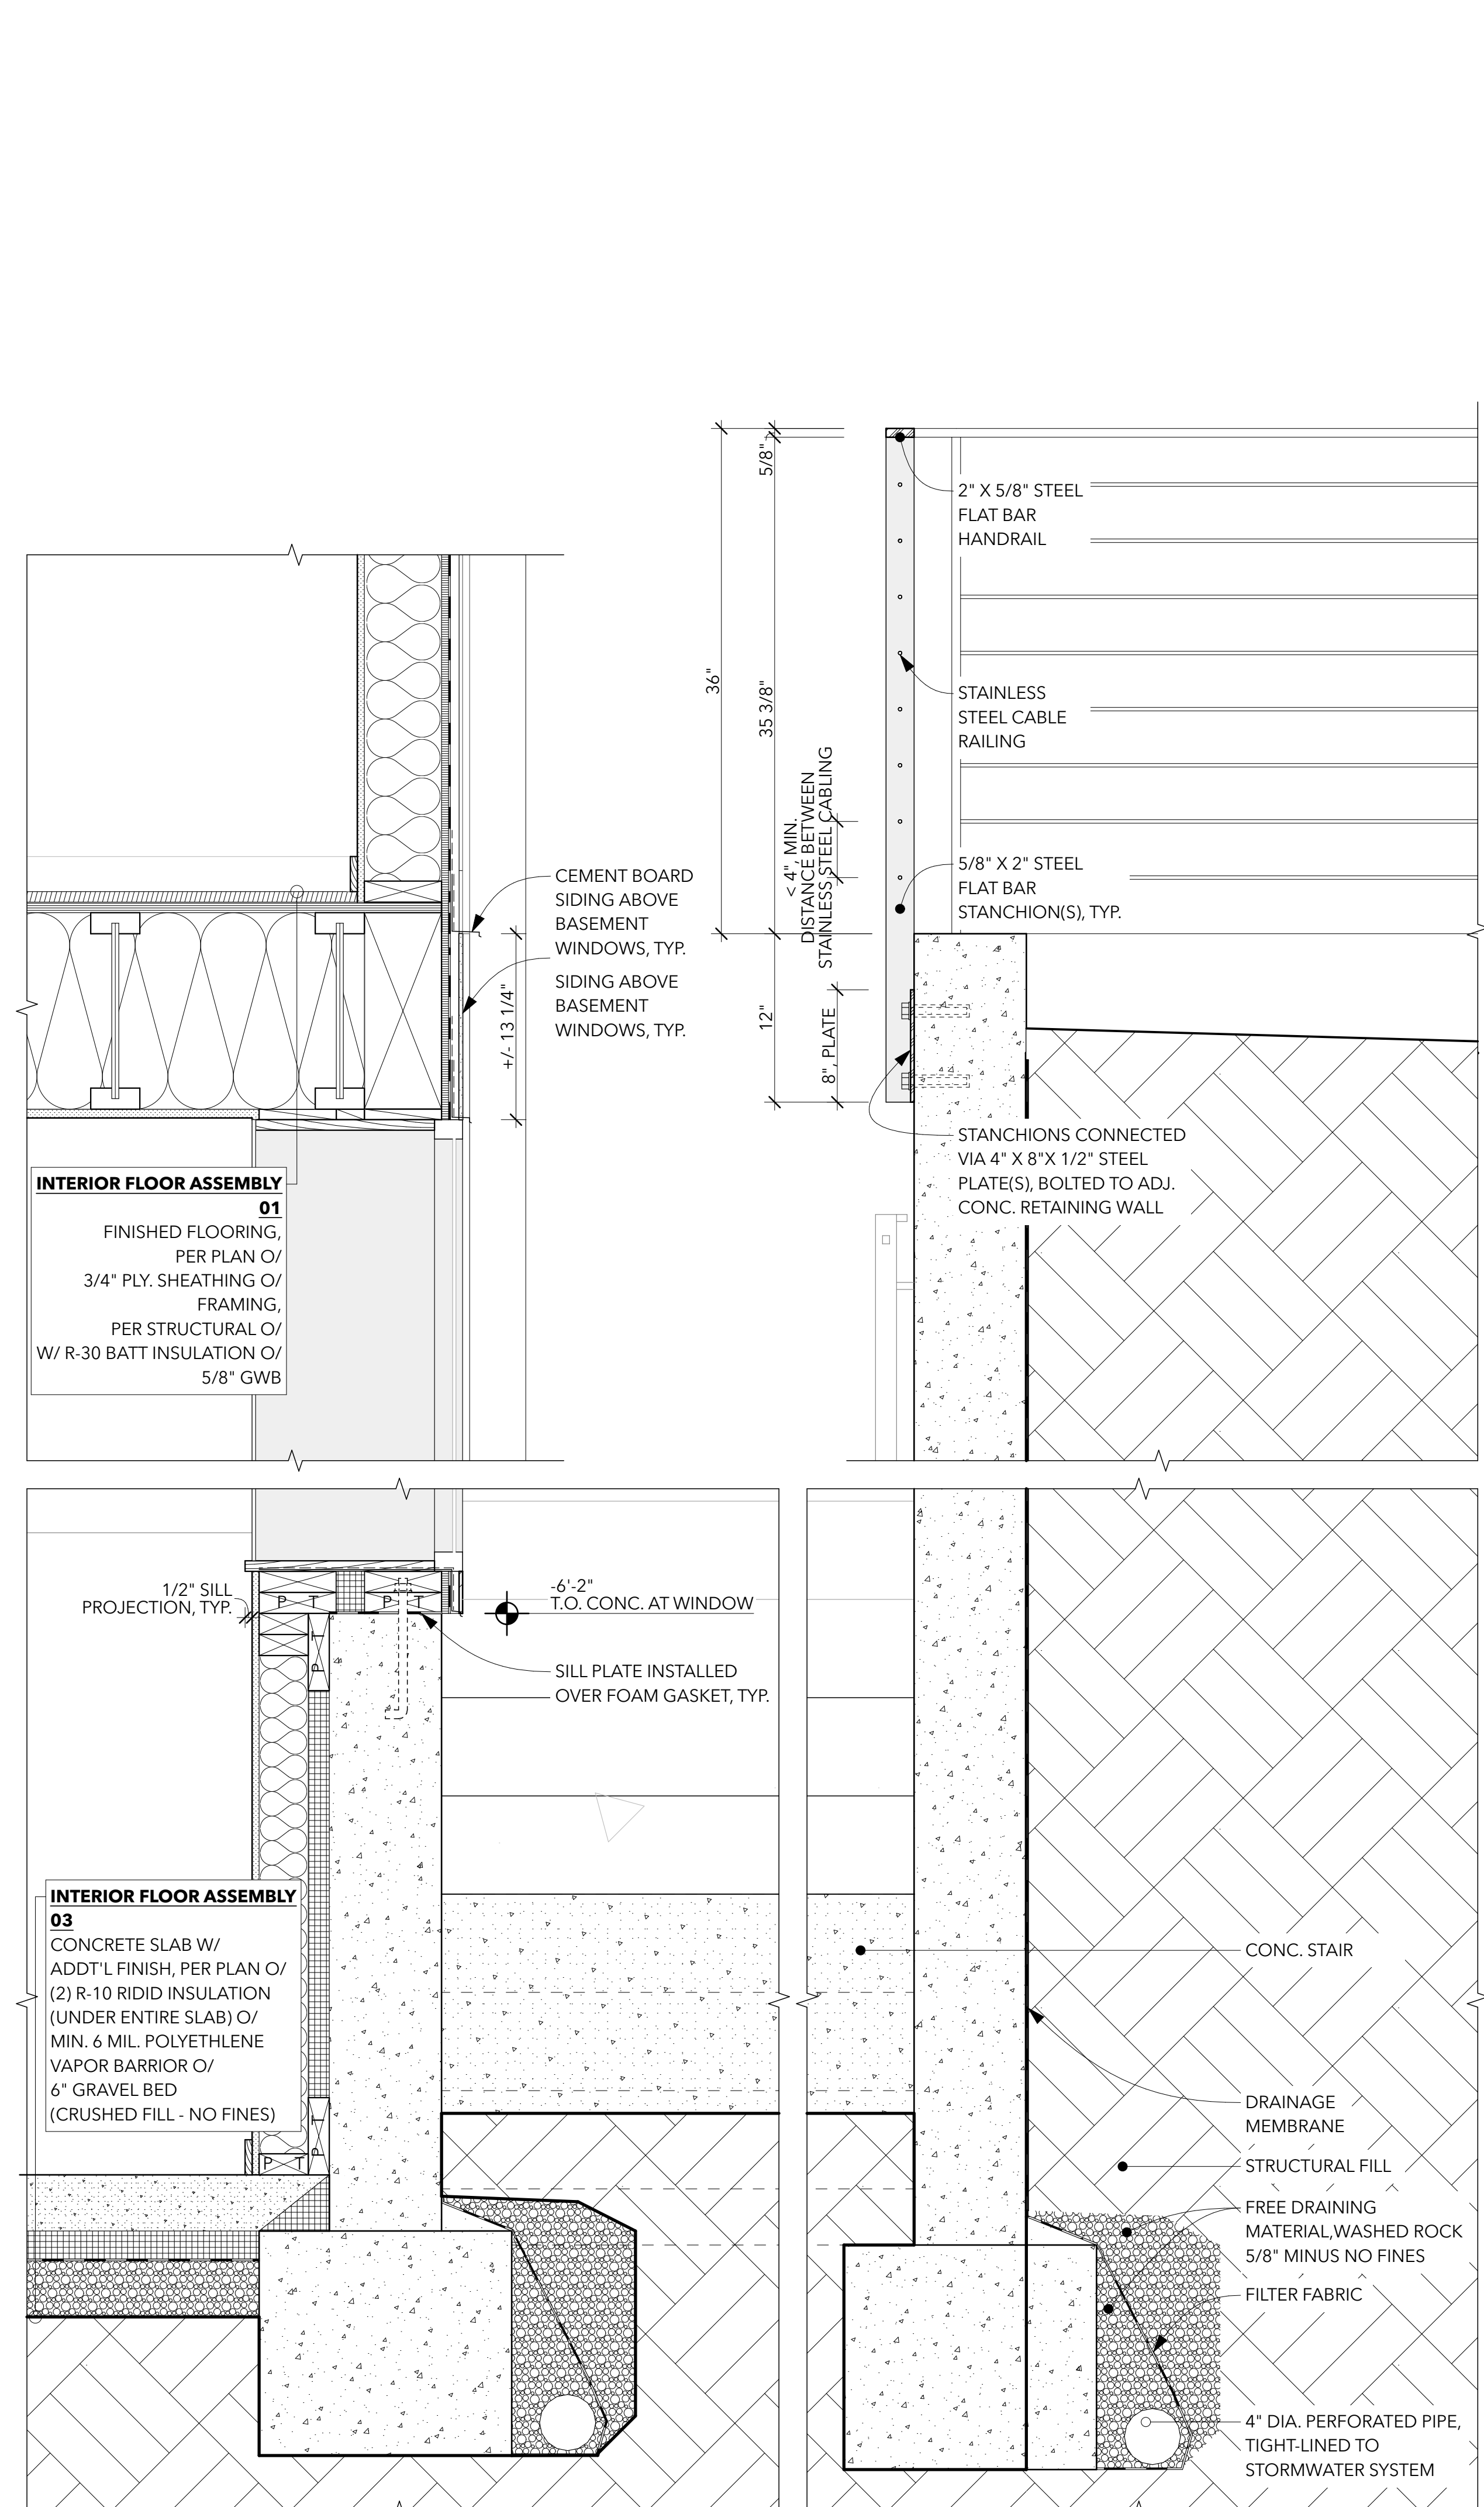 5/8"
2" X 5/8" STEEL
FLAT BAR
HANDRAIL
36"
35 3/8"
STAINLESS
STEEL CABLE
RAILING
< 4", MIN.
DISTANCE BETWEEN
STAINLESS STEEL CABLING
5/8" X 2" STEEL
FLAT BAR
STANCHION(S), TYP.
CEMENT BOARD
SIDING ABOVE
BASEMENT
WINDOWS, TYP.
SIDING ABOVE
BASEMENT
WINDOWS, TYP.
+/- 13 1/4"
12"
8", PLATE
STANCHIONS CONNECTED
VIA 4" X 8"X 1/2" STEEL
PLATE(S), BOLTED TO ADJ.
CONC. RETAINING WALL
INTERIOR FLOOR ASSEMBLY
01
FINISHED FLOORING,
PER PLAN O/
3/4" PLY. SHEATHING O/
FRAMING,
PER STRUCTURAL O/
W/ R-30 BATT INSULATION O/
5/8" GWB
1/2" SILL
PROJECTION, TYP.
P T
P T
P T
-6'-2"
T.O. CONC. AT WINDOW
SILL PLATE INSTALLED
OVER FOAM GASKET, TYP.
INTERIOR FLOOR ASSEMBLY
03
CONCRETE SLAB W/
ADDT'L FINISH, PER PLAN O/
(2) R-10 RIDID INSULATION
(UNDER ENTIRE SLAB) O/
MIN. 6 MIL. POLYETHLENE
VAPOR BARRIOR O/
6" GRAVEL BED
(CRUSHED FILL - NO FINES)
P T
P T
CONC. STAIR
DRAINAGE
MEMBRANE
STRUCTURAL FILL
FREE DRAINING
MATERIAL,WASHED ROCK
5/8" MINUS NO FINES
FILTER FABRIC
4" DIA. PERFORATED PIPE,
TIGHT-LINED TO
STORMWATER SYSTEM